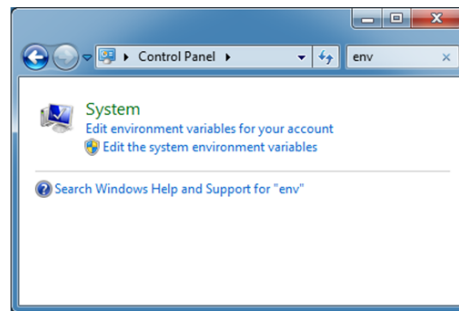 Control Panel
env
System
Edit environment variables for your account
Edit the system environment variables
Search Windows Help and Support for "env"